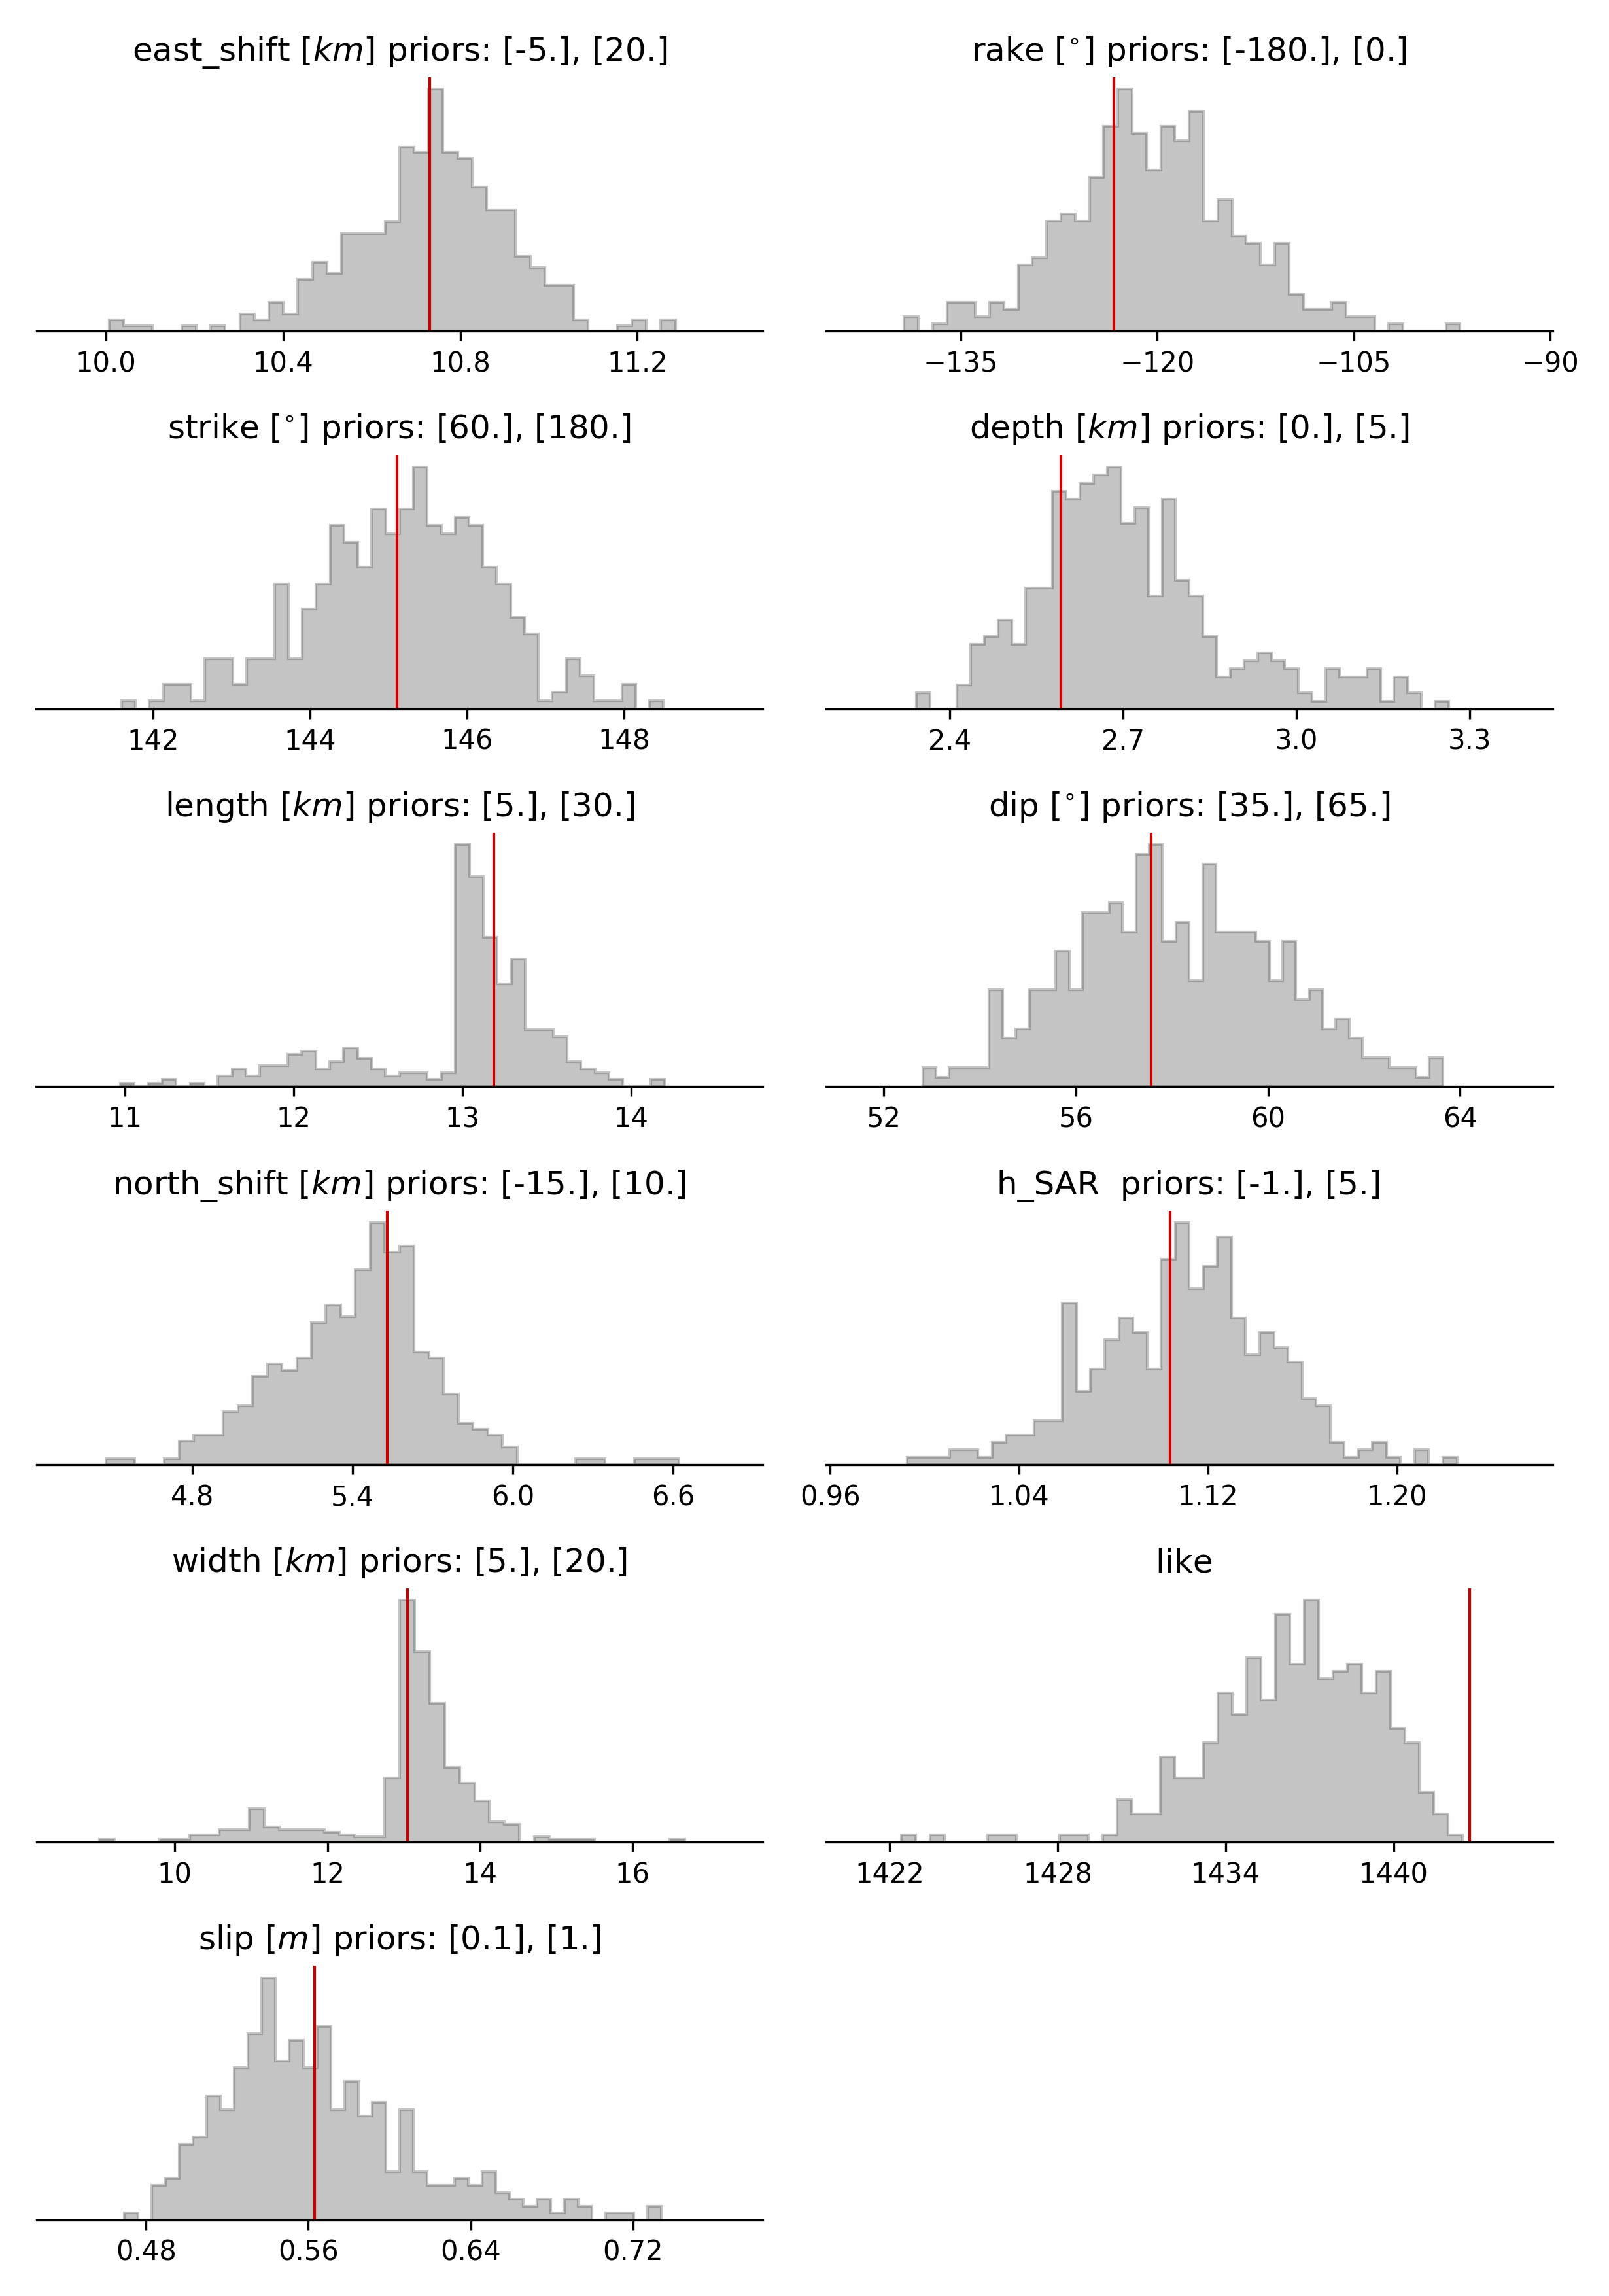 east_shift [km] priors: [-5.], [20.]
10.0 10.4 10.8 11.2
rake [°] priors: [-180.], [0.]
−135 −120 −105 −90
strike [°] priors: [60.], [180.]
142 144 146 148
depth [km] priors: [0.], [5.]
2.4 2.7 3.0 3.3
length [km] priors: [5.], [30.]
11 12 13 14
dip [°] priors: [35.], [65.]
52 56 60 64
north_shift [km] priors: [-15.], [10.]
4.8 5.4 6.0 6.6
h_SAR  priors: [-1.], [5.]
0.96 1.04 1.12 1.20
width [km] priors: [5.], [20.]
10 12 14 16
like
1422 1428 1434 1440
slip [m] priors: [0.1], [1.]
0.48 0.56 0.64 0.72